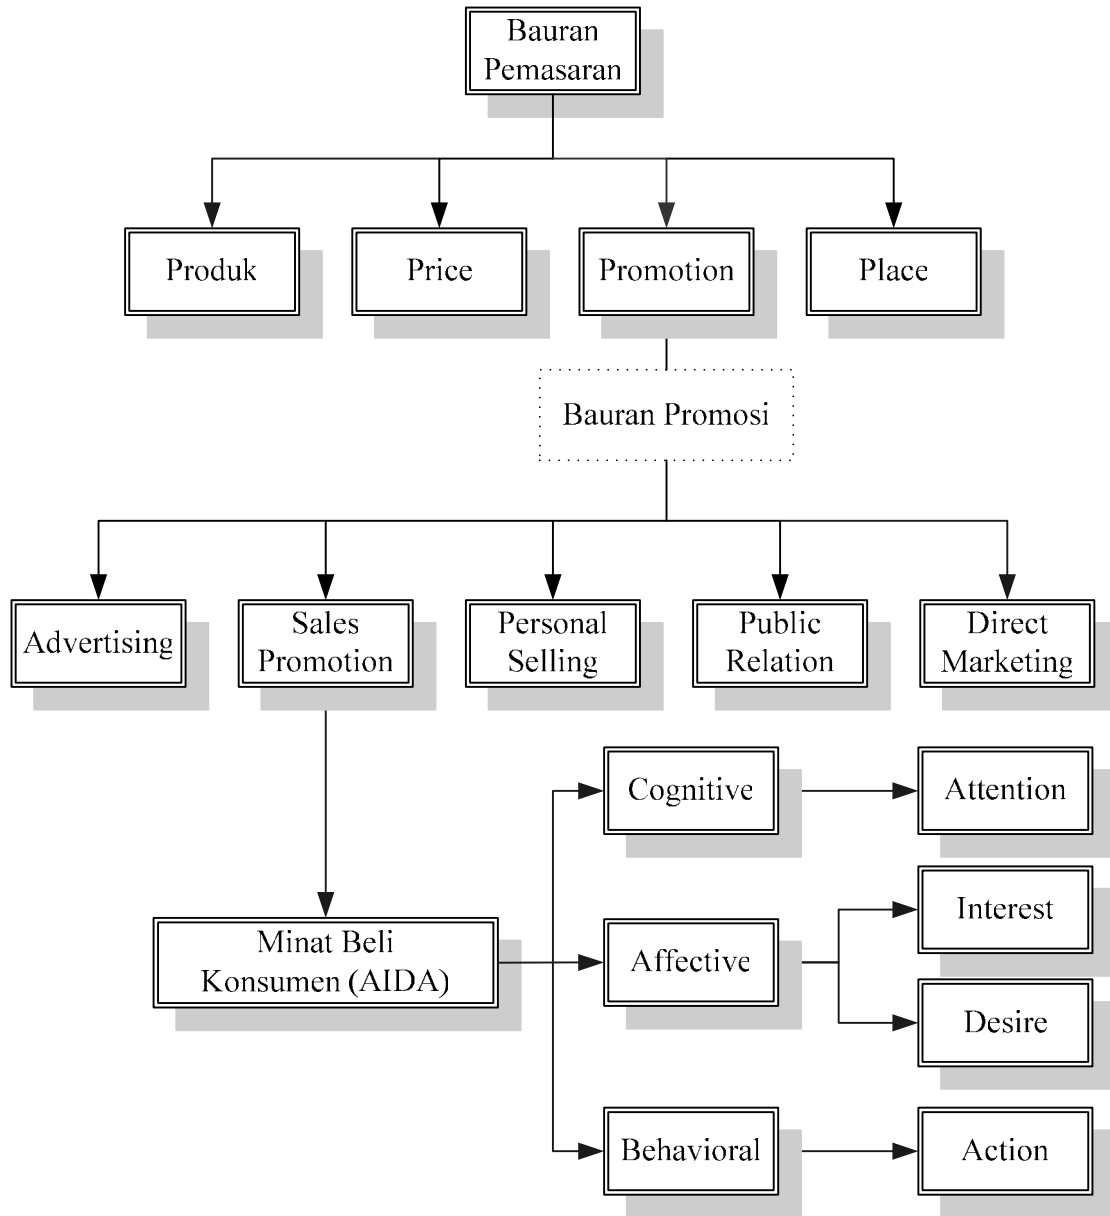 Bauran
Pemasaran
Produk
Price
Promotion
Place
Bauran Promosi
Advertising
Sales
Promotion
Personal
Selling
Public
Relation
Direct
Marketing
Cognitive
Attention
Interest
Minat Beli
Konsumen (AIDA)
Affective
Desire
Behavioral
Action